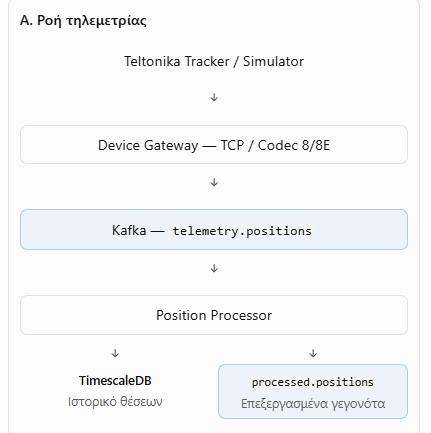 Α. Ροή τηλεμετρίας
Teltonika Tracker / Simulator
↓
Device Gateway — TCP / Codec 8/8E
↓
Kafka — telemetry.positions
↓
Position Processor
↓ ↓
TimescaleDB processed.positions
Ιστορικό θέσεων Επεξεργασμένα γεγονότα